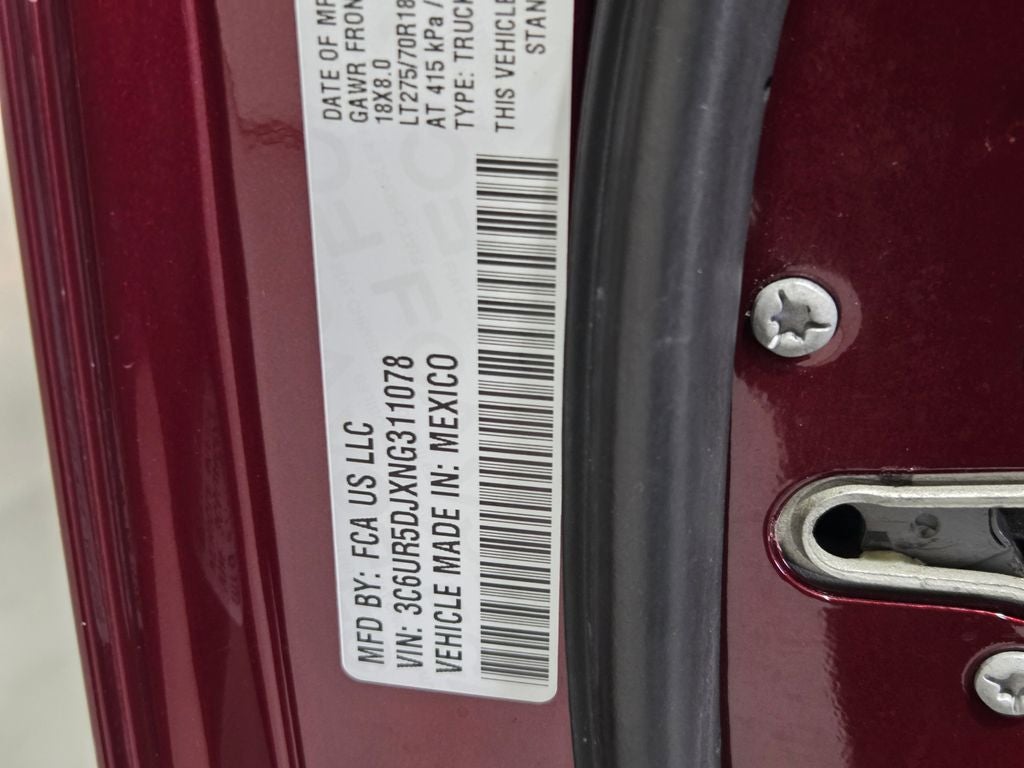 MFD BY: FCA US LLC
VIN: 3C6UR5DJXNG311078
VEHICLE MADE IN: MEXICO
DATE OF
GAWR FRON
18X8.0
LT275/70R18
AT 415 kPa /
TYPE: TRUCK
THIS VEHICLE
STAN